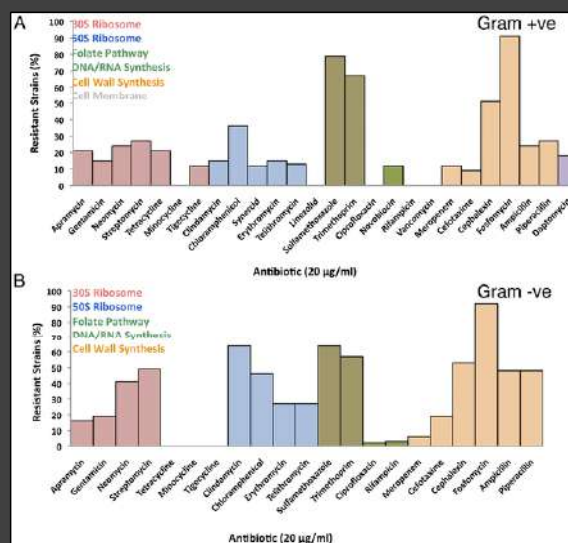 A
Gram +ve
30S Ribosome
50S Ribosome
Folate Pathway
DNA/RNA Synthesis
Cell Wall Synthesis
Cell Membrane
Resistant Strains (%)
100
90
80
70
60
50
40
30
20
10
0
Apramycin
Gentamicin
Neomycin
Streptomycin
Tetracycline
Minocycline
Tigecycline
Clindamycin
Chloramphenicol
Synercid
Erythromycin
Telithromycin
Linezolid
Sulfamethoxazole
Trimethoprim
Ciprofloxacin
Novobiocin
Rifampicin
Vancomycin
Meropenem
Cefotaxime
Cephalexin
Fosfomycin
Ampicillin
Piperacillin
Daptomycin
Antibiotic (20 µg/ml)
B
Gram -ve
30S Ribosome
50S Ribosome
Folate Pathway
DNA/RNA Synthesis
Cell Wall Synthesis
Resistant Strains (%)
100
90
80
70
60
50
40
30
20
10
0
Apramycin
Gentamicin
Neomycin
Streptomycin
Tetracycline
Minocycline
Tigecycline
Clindamycin
Chloramphenical
Erythromycin
Telithromycin
Sulfamethoxazole
Trimethoprim
Ciprofloxacin
Rifampicin
Meropenem
Cefotaxime
Cephalexin
Fosfomycin
Ampicillin
Piperacillin
Antibiotic (20 µg/ml)